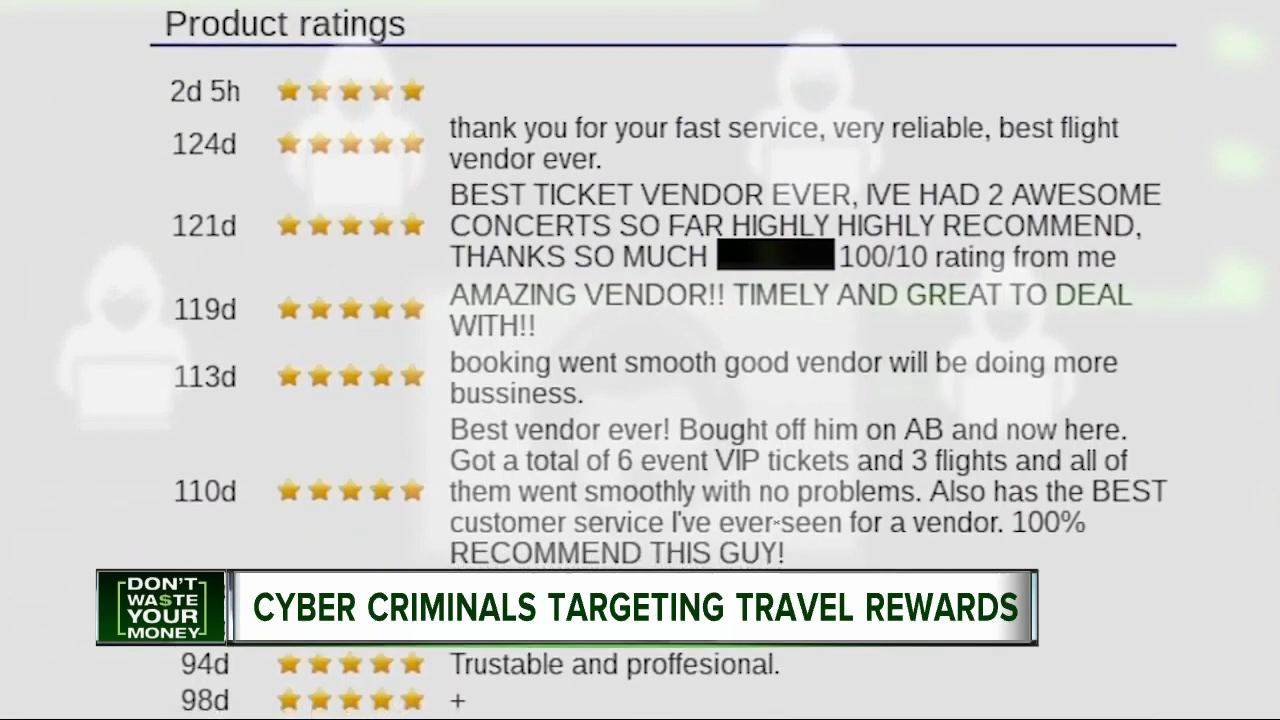 Product ratings
2d 5h
124d
thank you for your fast service, very reliable, best flight
vendor ever.
121d
BEST TICKET VENDOR EVER, IVE HAD 2 AWESOME
CONCERTS SO FAR HIGHLY HIGHLY RECOMMEND,
THANKS SO MUCH 100/10 rating from me
119d
AMAZING VENDOR!! TIMELY AND GREAT TO DEAL
WITH!!
113d
booking went smooth good vendor will be doing more
bussiness.
110d
Best vendor ever! Bought off him on AB and now here.
Got a total of 6 event VIP tickets and 3 flights and all of
them went smoothly with no problems. Also has the BEST
customer service I've ever seen for a vendor. 100%
RECOMMEND THIS GUY!
DON'T
WA$TE
YOUR
MONEY
CYBER CRIMINALS TARGETING TRAVEL REWARDS
94d
Trustable and proffesional.
98d
+